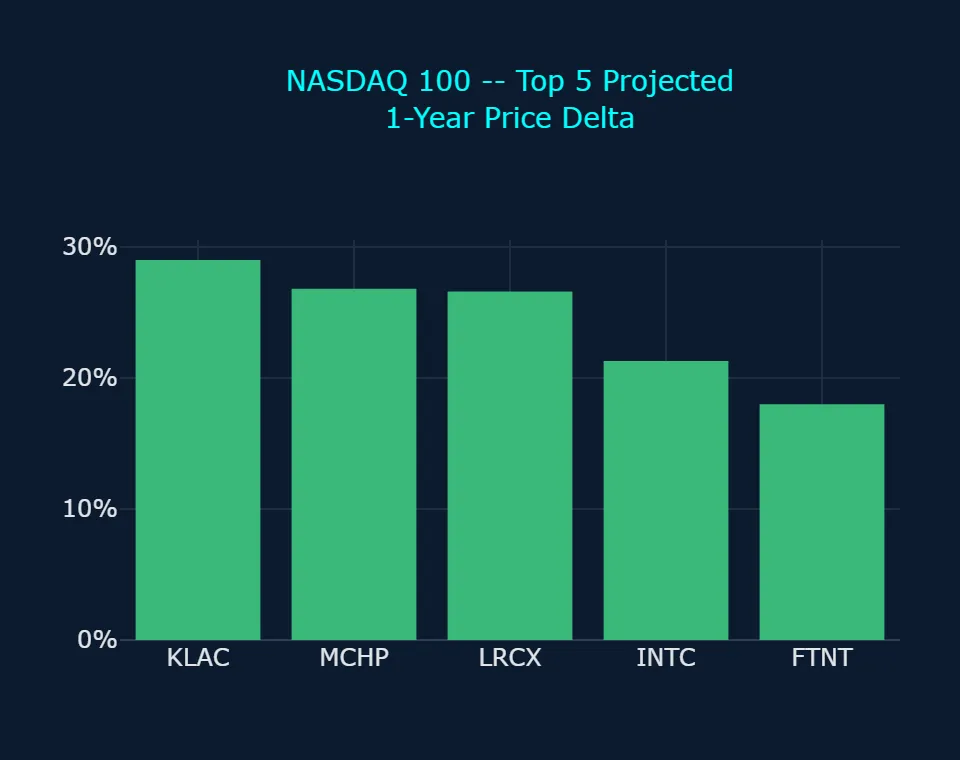 NASDAQ 100 -- Top 5 Projected
1-Year Price Delta
30%
20%
10%
0%
KLAC MCHP LRCX INTC FTNT